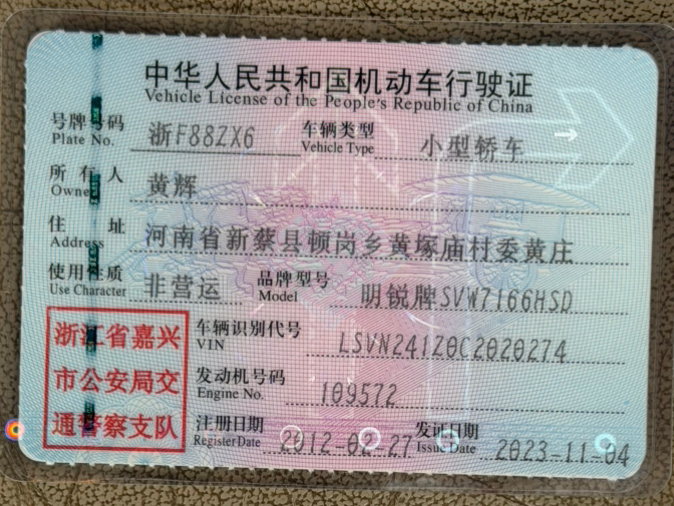 中华人民共和国机动车行驶证
Vehicle License of the People's Republic of China
号牌号码 浙F88ZX6 车辆类型 小型轿车
Plate No. Vehicle Type
所有人 黄辉
Owner
住址 河南省新蔡县顿岗乡黄塚庙村委黄庄
Address
使用性质 非营运 品牌型号 明锐牌SVW7166HSD
Use Character Model
浙江省嘉兴
市公安局交
通警察支队
车辆识别代号 LSVN241Z0C2020274
VIN
发动机号码 109572
Engine No.
注册日期 2012-02-27 发证日期 2023-11-04
Register Date Issue Date